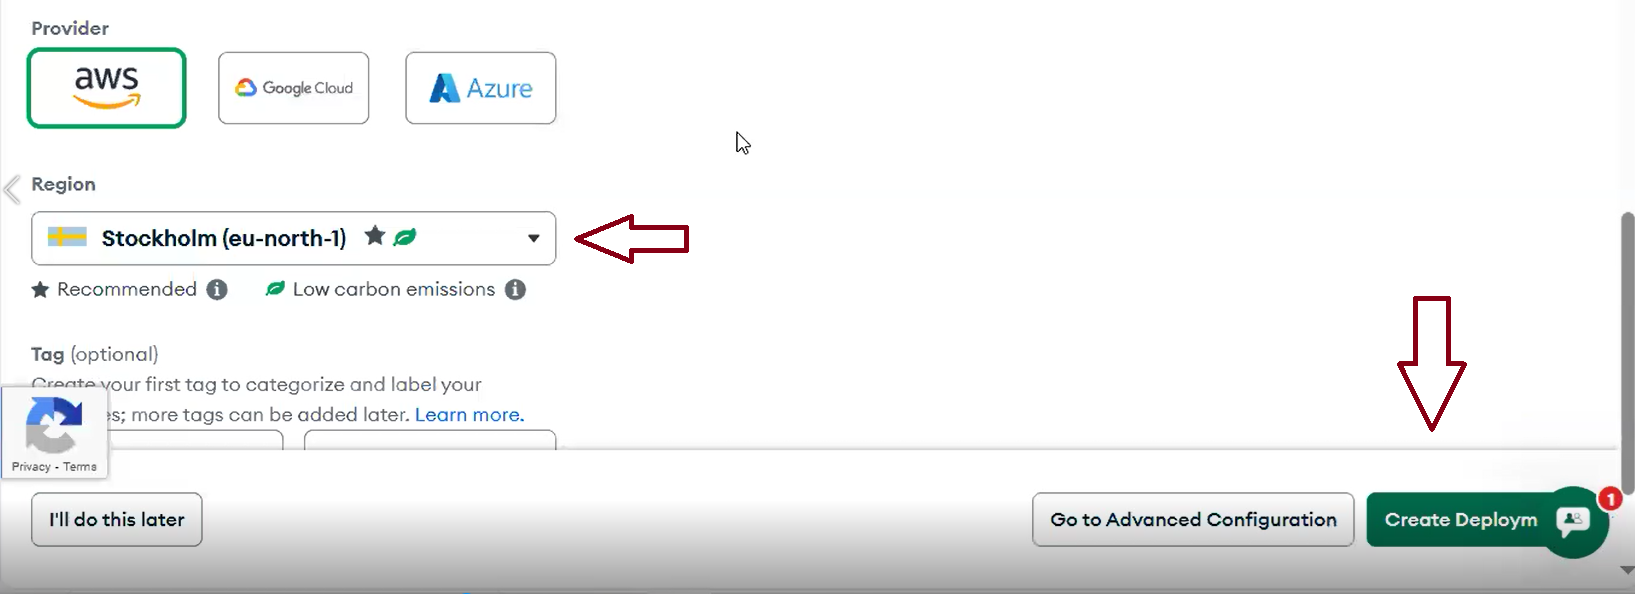 Provider
aws
Google Cloud
Azure
Region
Stockholm (eu-north-1)
Recommended
Low carbon emissions
Tag (optional)
Create your first tag to categorize and label your
es; more tags can be added later. Learn more.
Privacy - Terms
I'll do this later
Go to Advanced Configuration
Create Deploym
1